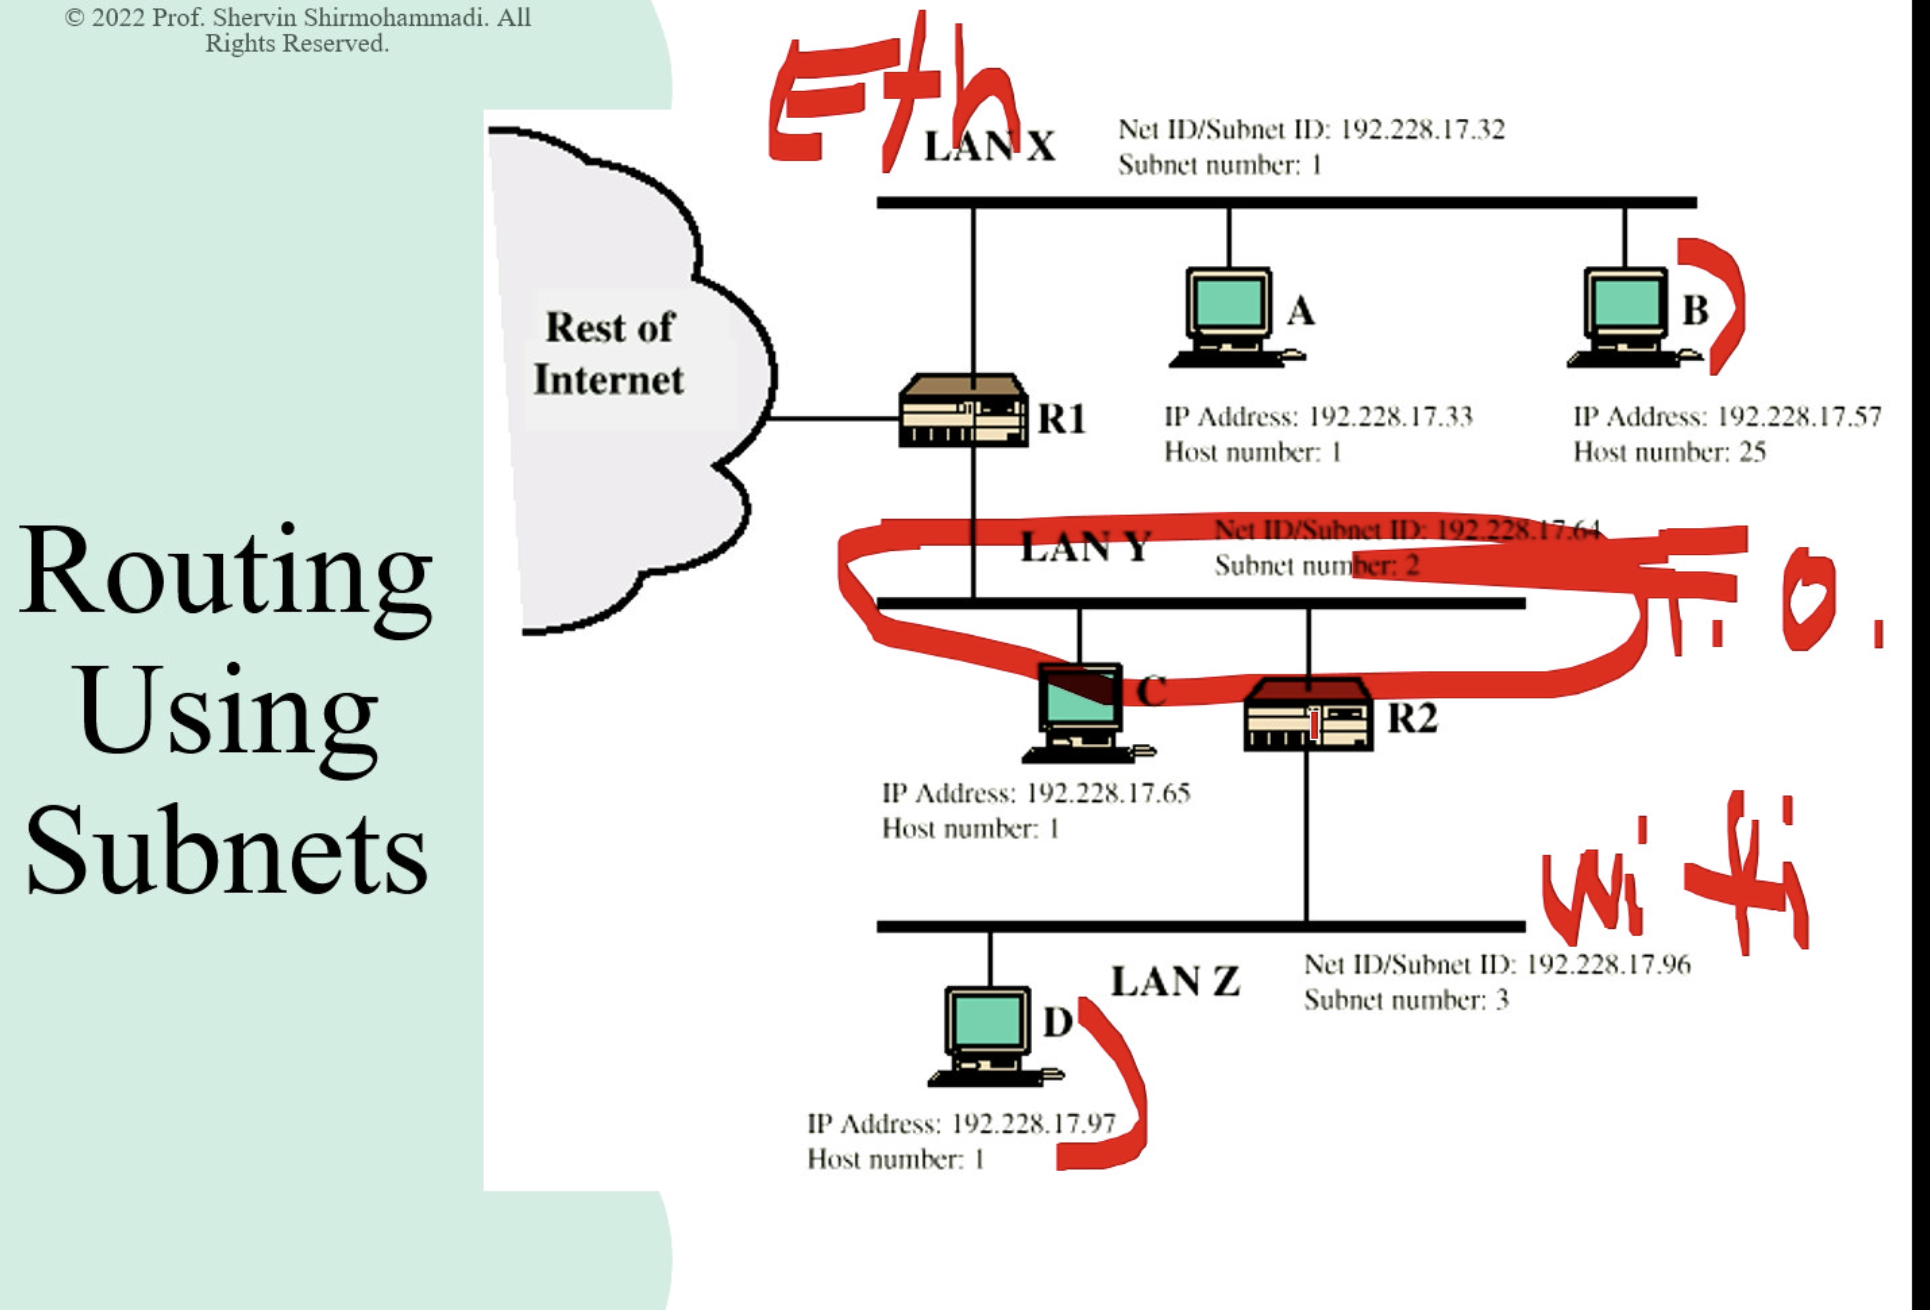 © 2022 Prof. Shervin Shirmohammadi. All
Rights Reserved.
Routing
Using
Subnets
Eth
LAN X
Net ID/Subnet ID: 192.228.17.32
Subnet number: 1
Rest of
Internet
A
B
R1
IP Address: 192.228.17.33
Host number: 1
IP Address: 192.228.17.57
Host number: 25
LAN Y
Net ID/Subnet ID: 192.228.17.64
Subnet number: 2
F.O.
C
R2
IP Address: 192.228.17.65
Host number: 1
wifi
LAN Z
Net ID/Subnet ID: 192.228.17.96
Subnet number: 3
D
IP Address: 192.228.17.97
Host number: 1